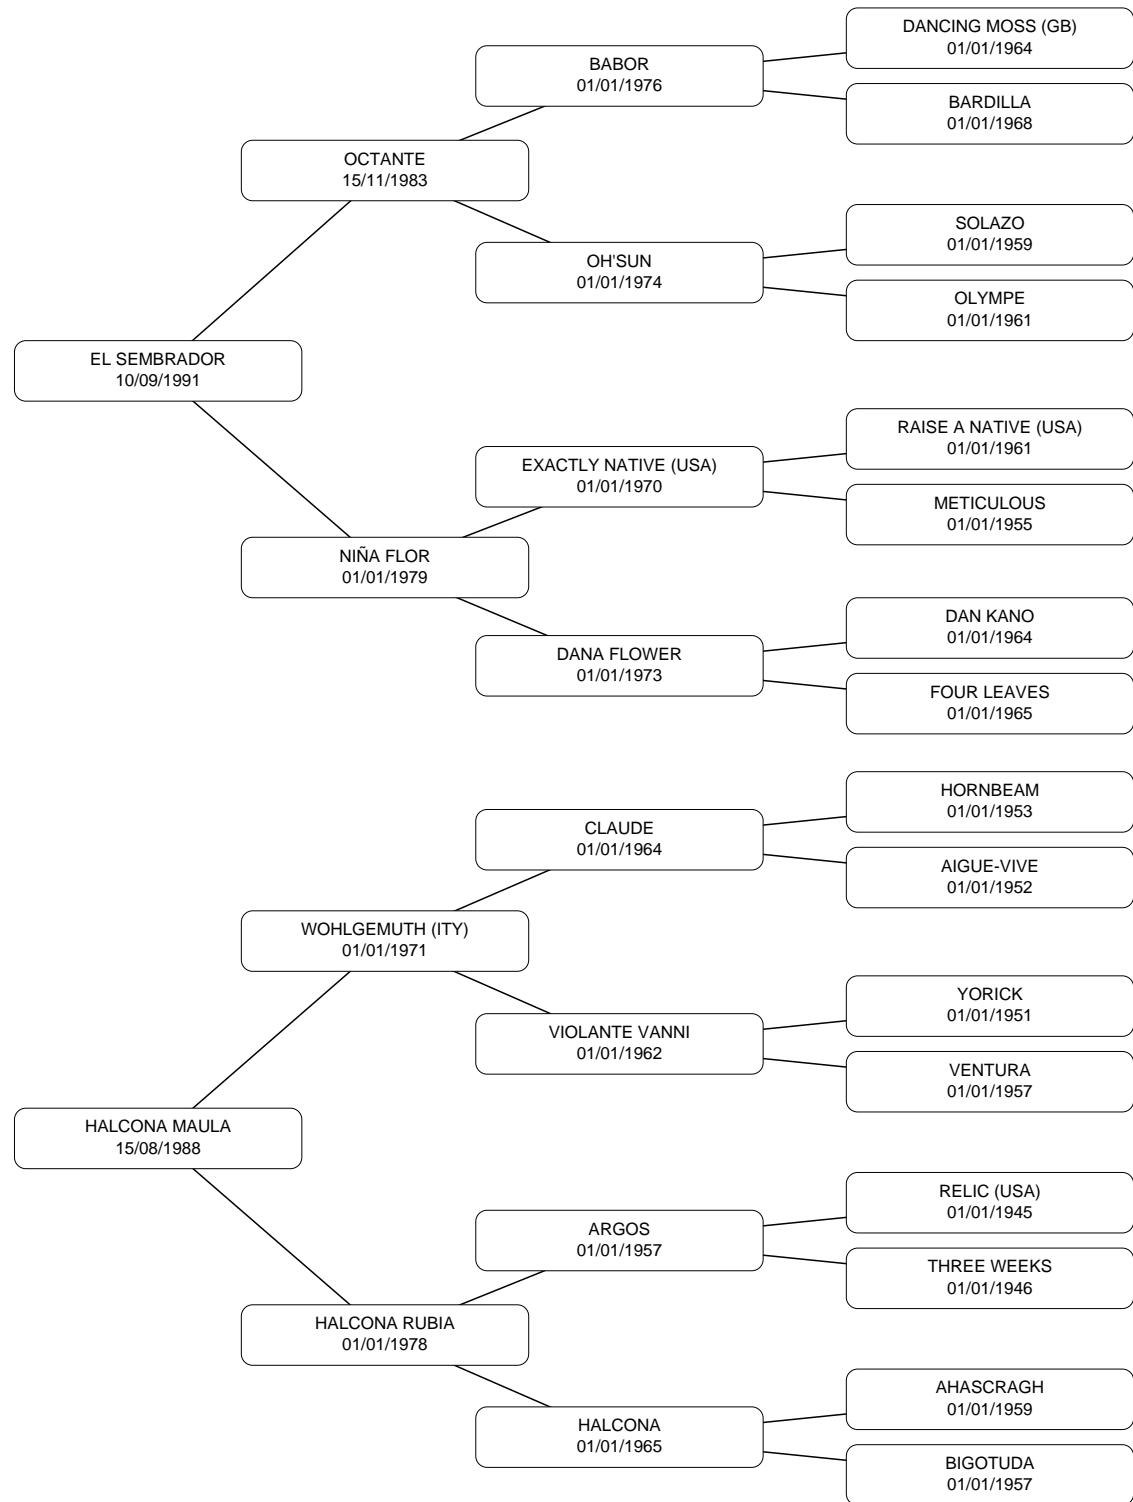 DANCING MOSS (GB)
01/01/1964
BABOR
01/01/1976
BARDILLA
01/01/1968
OCTANTE
15/11/1983
SOLAZO
01/01/1959
OH'SUN
01/01/1974
OLYMPE
01/01/1961
EL SEMBRADOR
10/09/1991
RAISE A NATIVE (USA)
01/01/1961
EXACTLY NATIVE (USA)
01/01/1970
METICULOUS
01/01/1955
NIÑA FLOR
01/01/1979
DAN KANO
01/01/1964
DANA FLOWER
01/01/1973
FOUR LEAVES
01/01/1965
HORNBEAM
01/01/1953
CLAUDE
01/01/1964
AIGUE-VIVE
01/01/1952
WOHLGEMUTH (ITY)
01/01/1971
YORICK
01/01/1951
VIOLANTE VANNI
01/01/1962
VENTURA
01/01/1957
HALCONA MAULA
15/08/1988
RELIC (USA)
01/01/1945
ARGOS
01/01/1957
THREE WEEKS
01/01/1946
HALCONA RUBIA
01/01/1978
AHASCRAGH
01/01/1959
HALCONA
01/01/1965
BIGOTUDA
01/01/1957